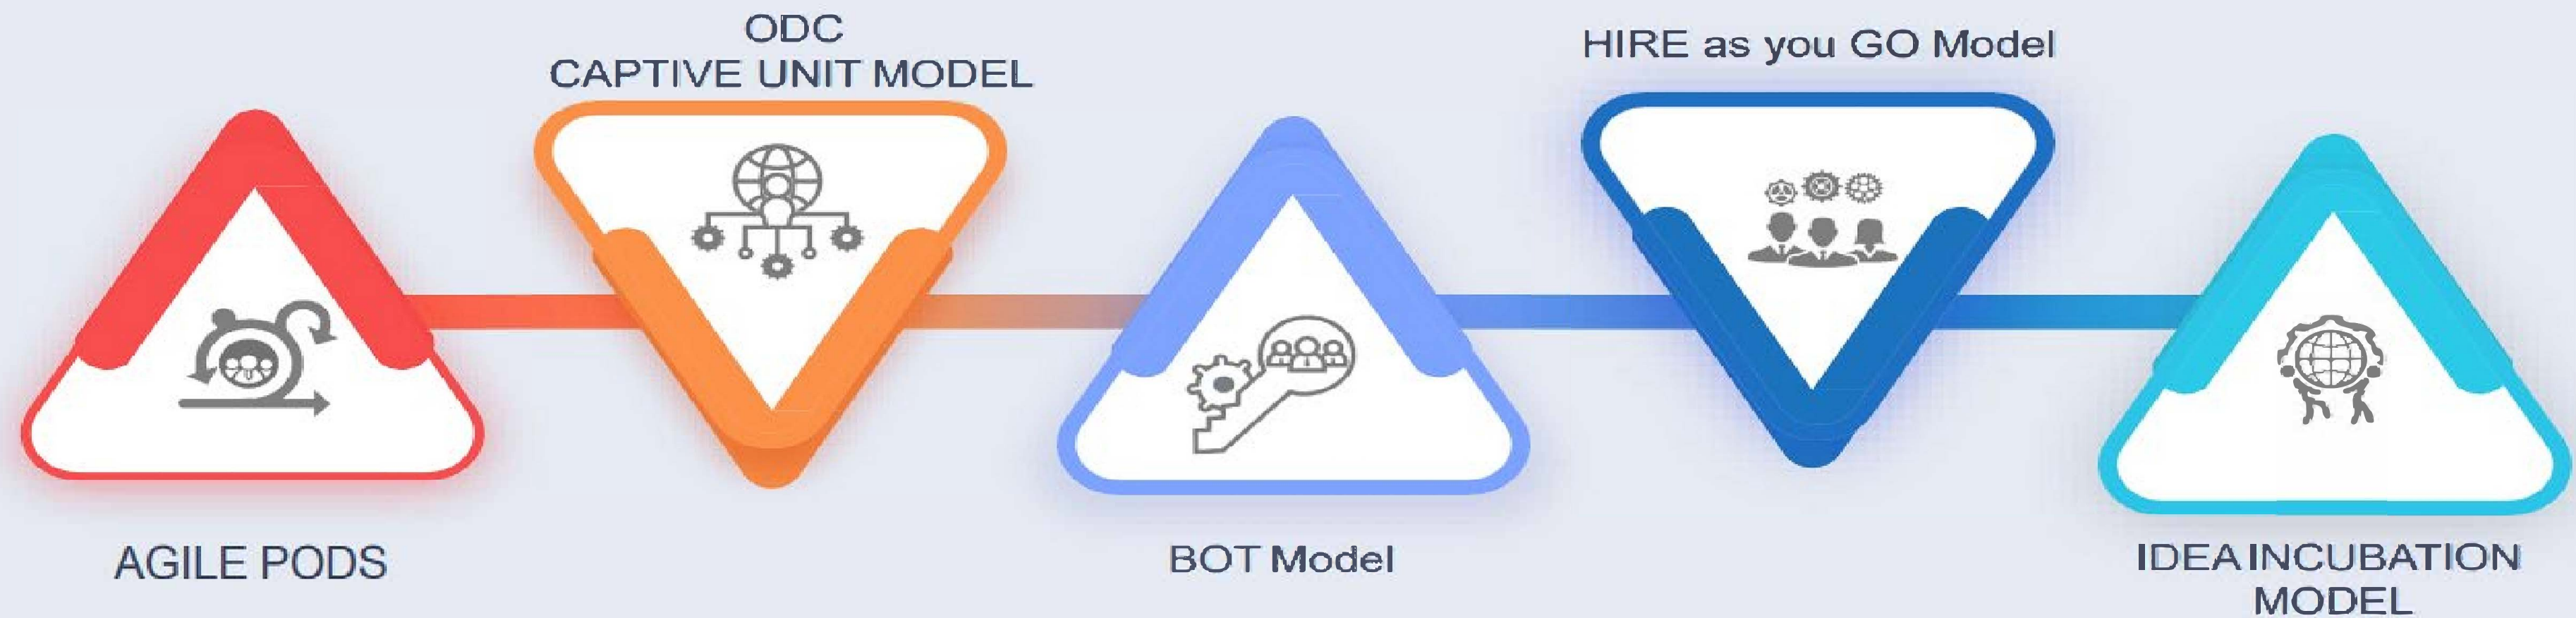 AGILE PODS
ODC
CAPTIVE UNIT MODEL
BOT Model
HIRE as you GO Model
IDEA INCUBATION
MODEL